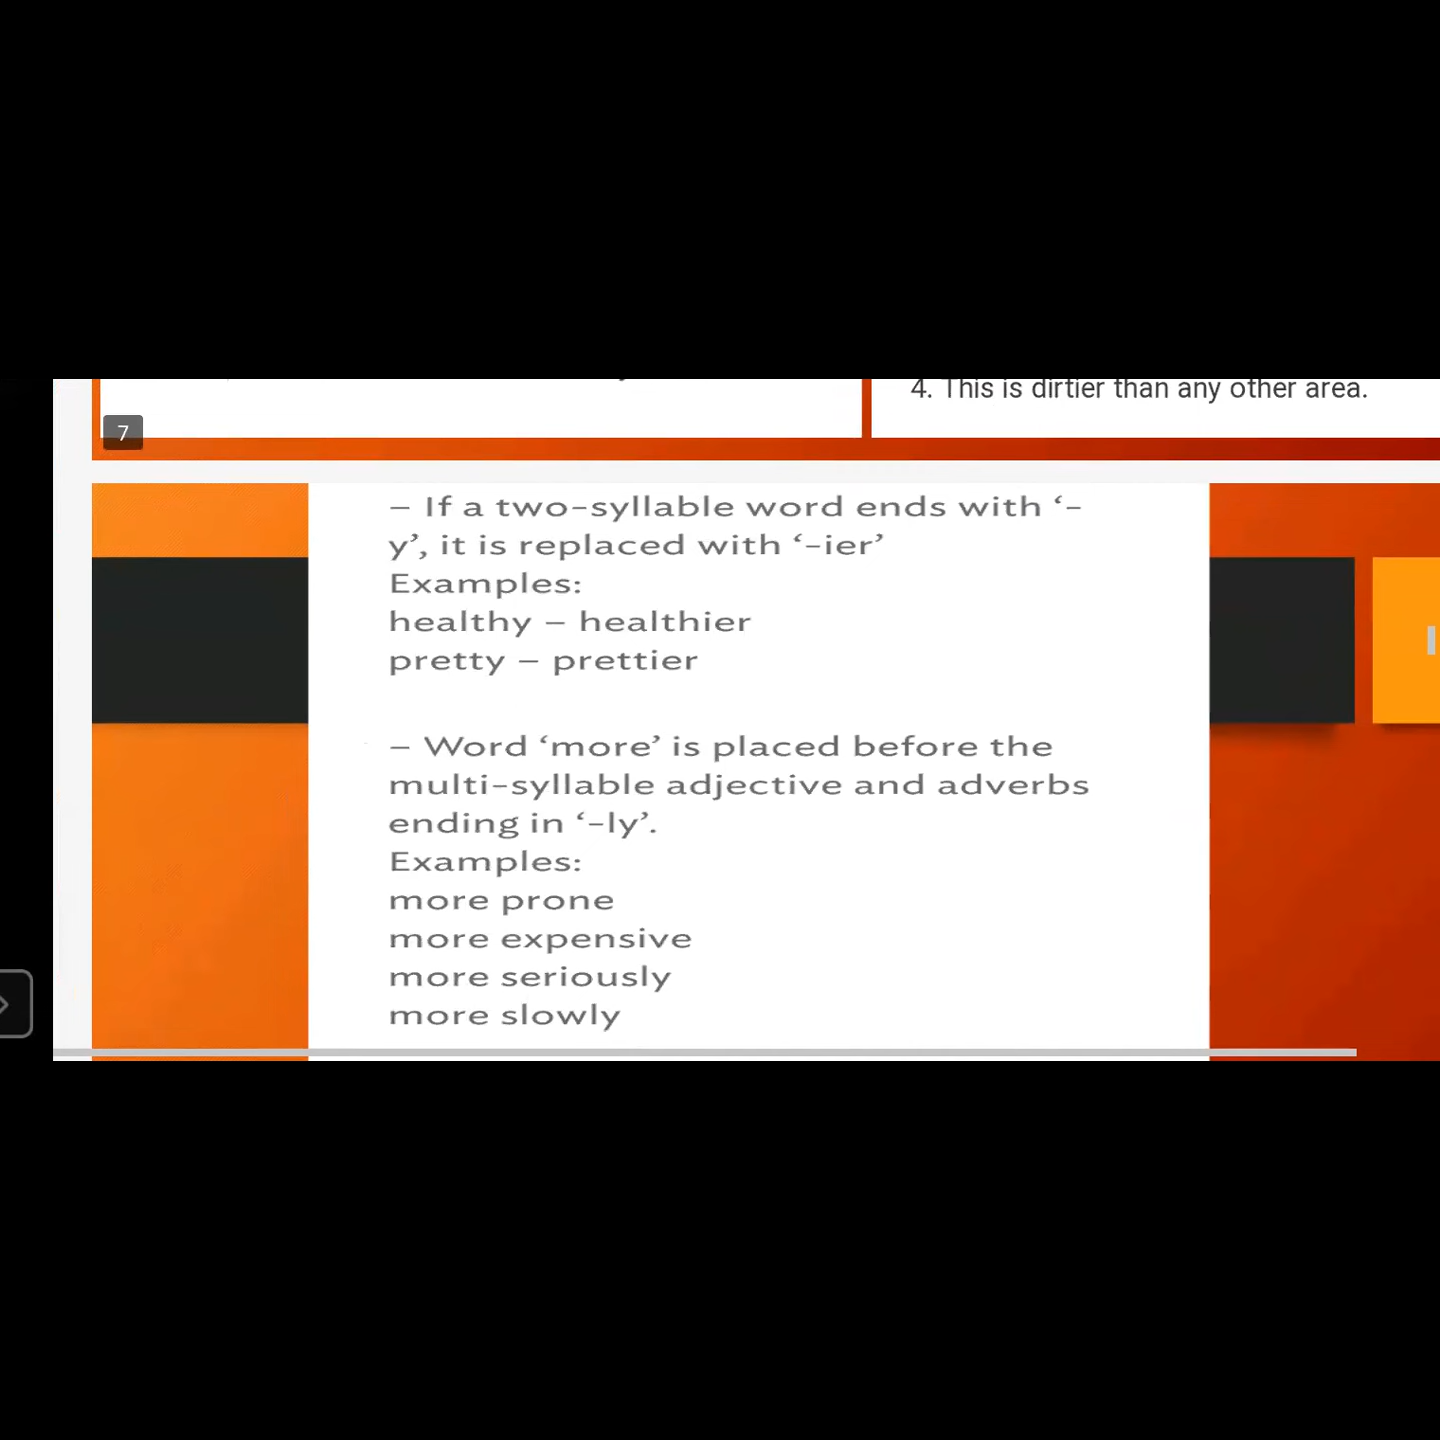 4. This is dirtier than any other area.
7
– If a two-syllable word ends with ‘-
y’, it is replaced with ‘-ier’
Examples:
healthy – healthier
pretty – prettier
– Word ‘more’ is placed before the
multi-syllable adjective and adverbs
ending in ‘-ly’.
Examples:
more prone
more expensive
more seriously
more slowly